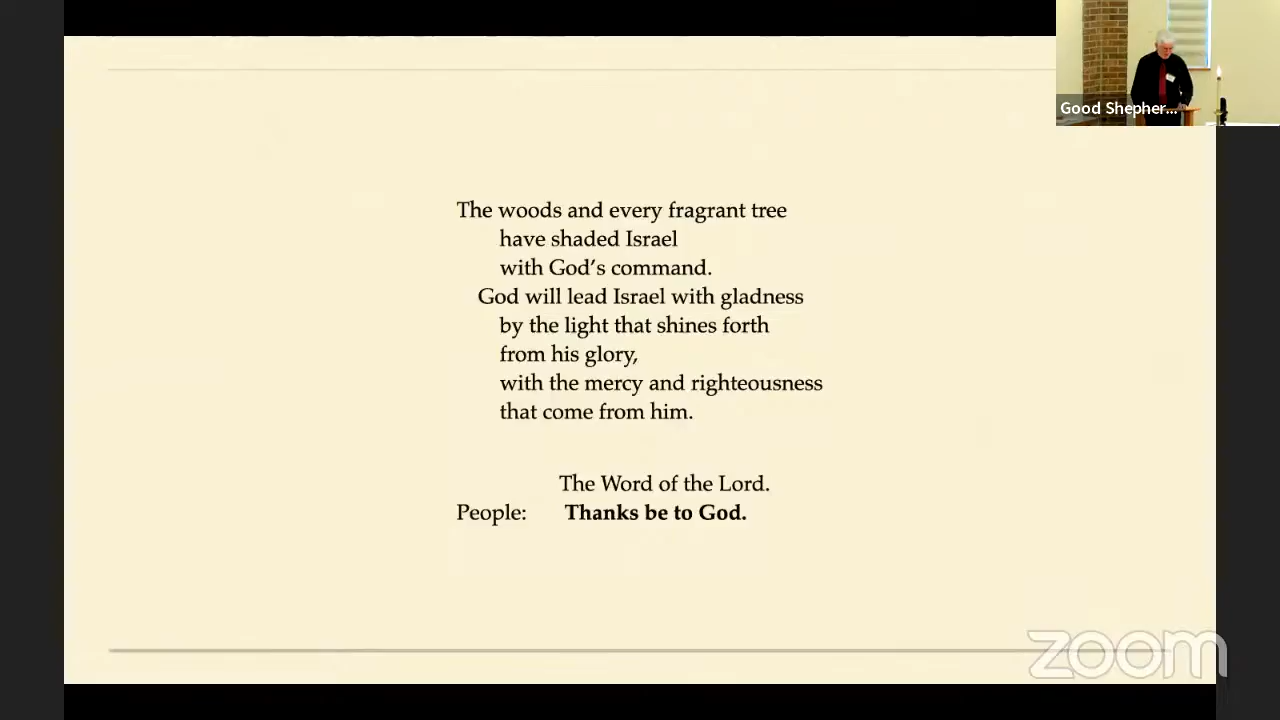 Good Shepher...
The woods and every fragrant tree
have shaded Israel
with God's command.
God will lead Israel with gladness
by the light that shines forth
from his glory,
with the mercy and righteousness
that come from him.
The Word of the Lord.
People: Thanks be to God.
zoom